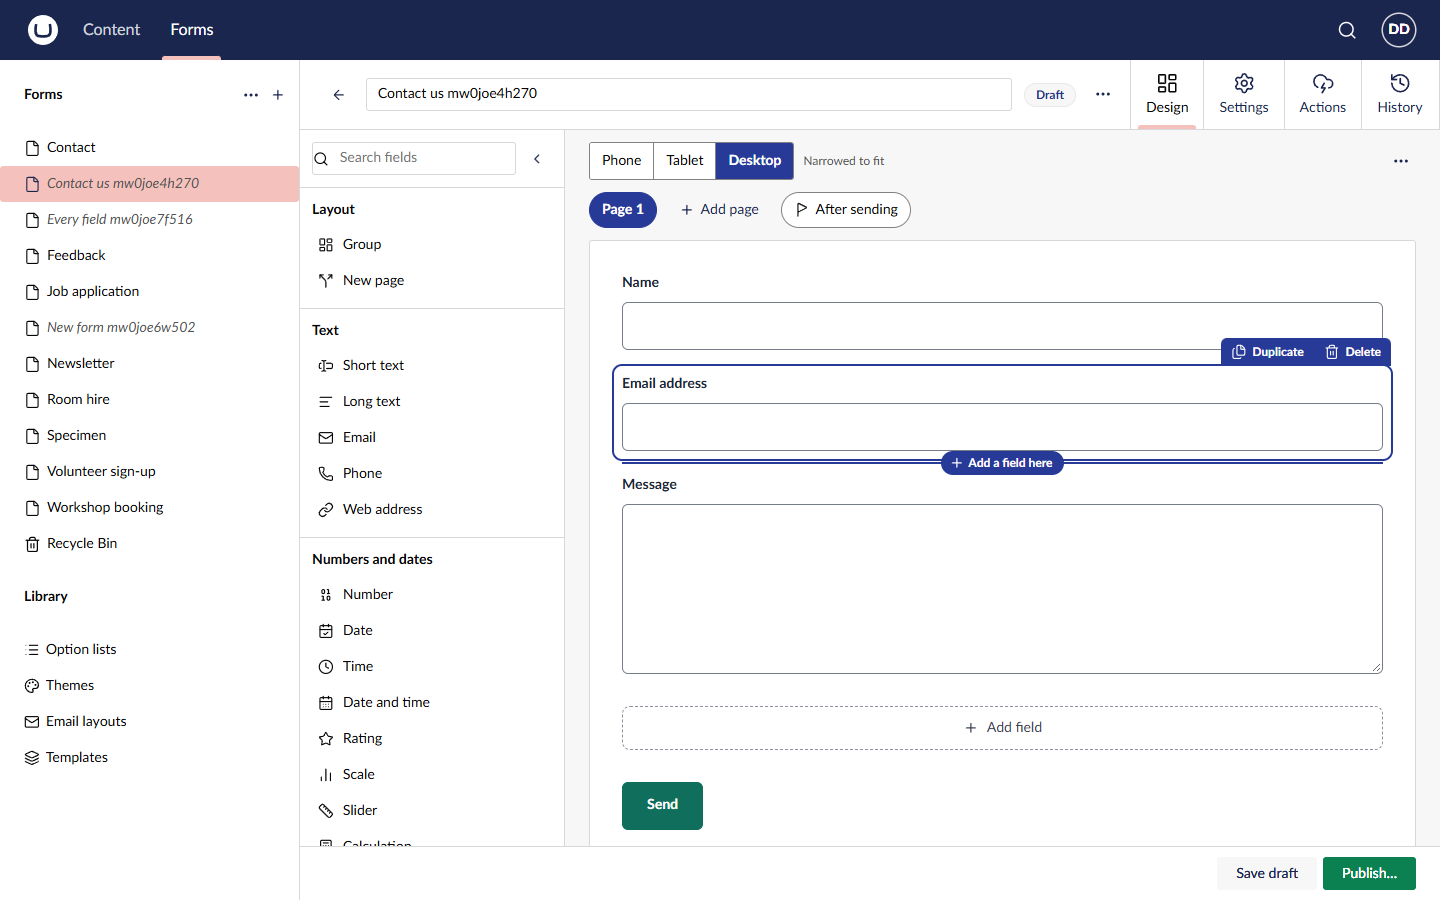 Content
Forms
DD
Forms
Contact
Contact us mw0joe4h270
Every field mw0joe7f516
Feedback
Job application
New form mw0joe6w502
Newsletter
Room hire
Specimen
Volunteer sign-up
Workshop booking
Recycle Bin
Library
Option lists
Themes
Email layouts
Templates
Contact us mw0joe4h270
Draft
Design
Settings
Actions
History
Search fields
Layout
Group
New page
Text
Short text
Long text
Email
Phone
Web address
Numbers and dates
Number
Date
Time
Date and time
Rating
Scale
Slider
Calculation
Phone
Tablet
Desktop
Narrowed to fit
Page 1
Add page
After sending
Name
Duplicate
Delete
Email address
Add a field here
Message
Add field
Send
Save draft
Publish...